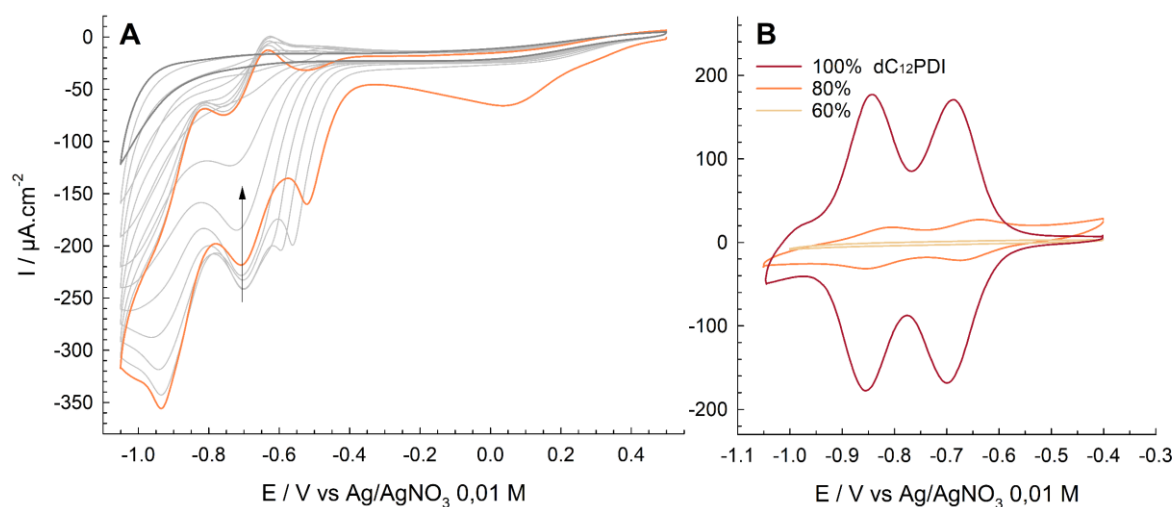 A
I / µA.cm⁻²
0
-50
-100
-150
-200
-250
-300
-350
-1.0 -0.8 -0.6 -0.4 -0.2 0.0 0.2 0.4
E / V vs Ag/AgNO₃ 0,01 M
B
100% dC₁₂PDI
80%
60%
200
100
0
-100
-200
-1.1 -1.0 -0.9 -0.8 -0.7 -0.6 -0.5 -0.4 -0.3
E / V vs Ag/AgNO₃ 0,01 M